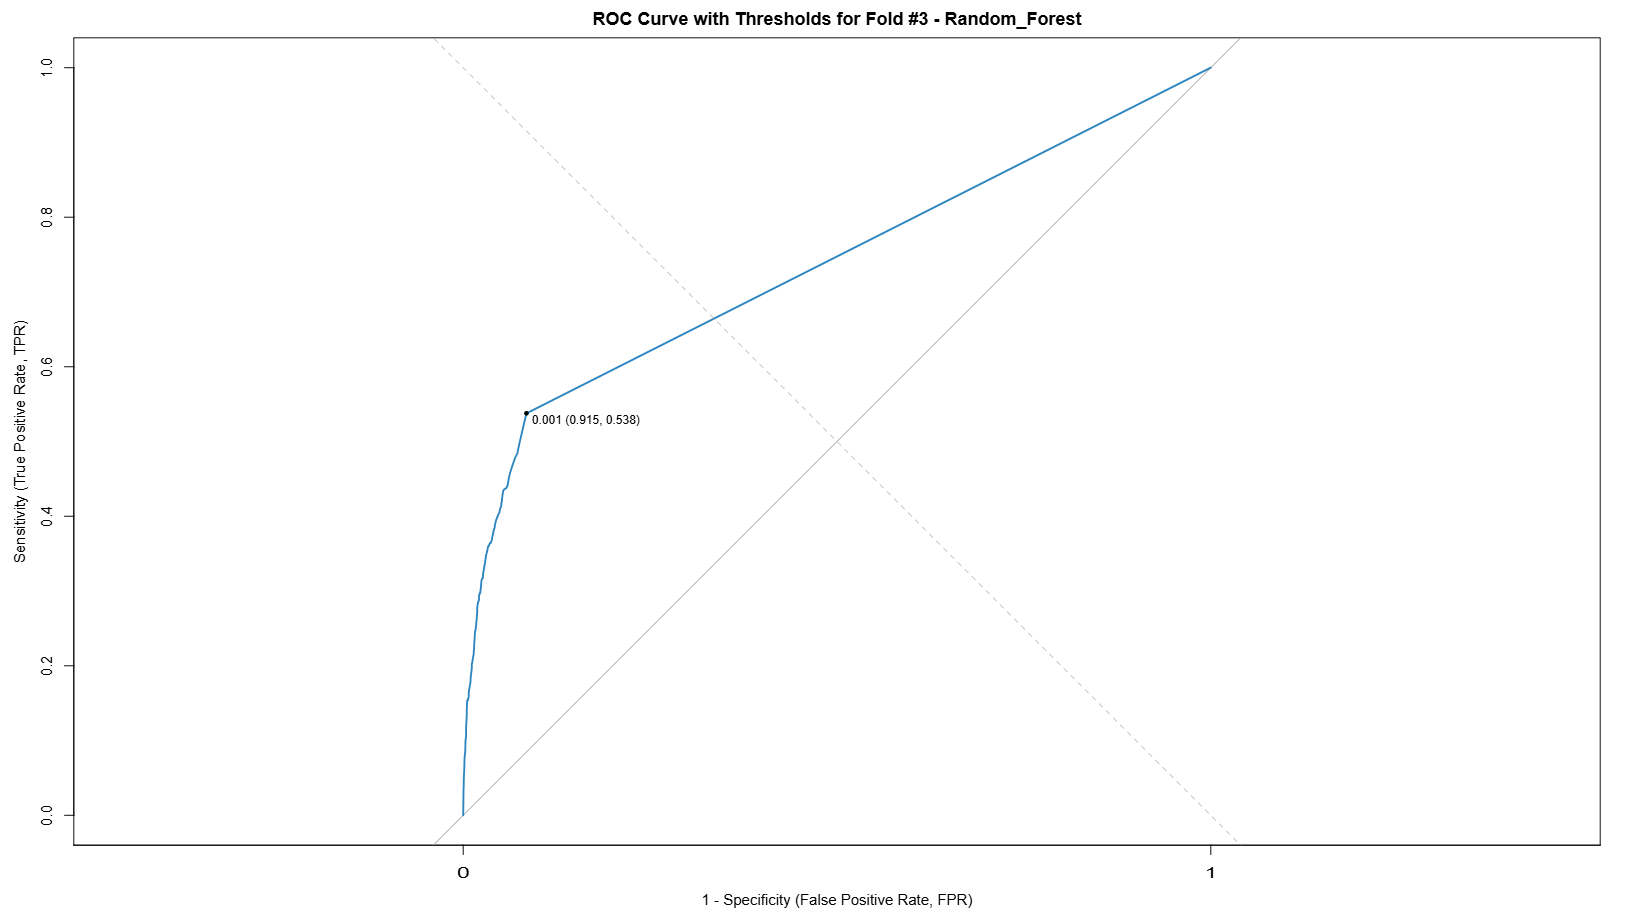 ROC Curve with Thresholds for Fold #3 - Random_Forest
Sensitivity (True Positive Rate, TPR)
1.0
0.8
0.6
0.4
0.2
0.0
0.001 (0.915, 0.538)
0
1
1 - Specificity (False Positive Rate, FPR)